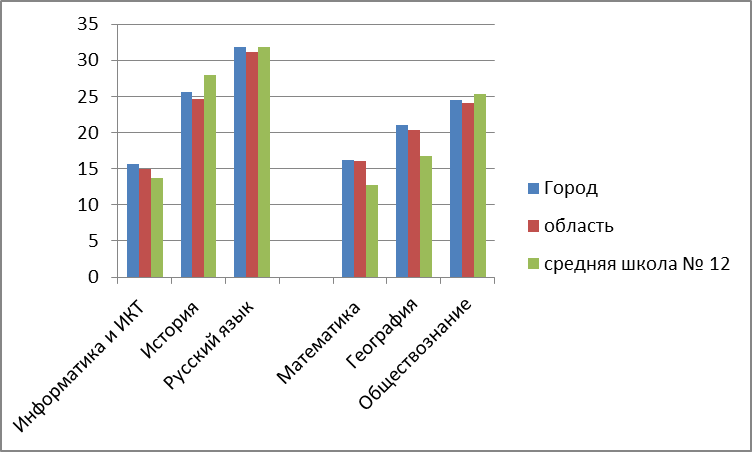 35
30
25
20
15
10
5
0
Информатика и ИКТ
История
Русский язык
Математика
География
Обществознание
Город
область
средняя школа № 12